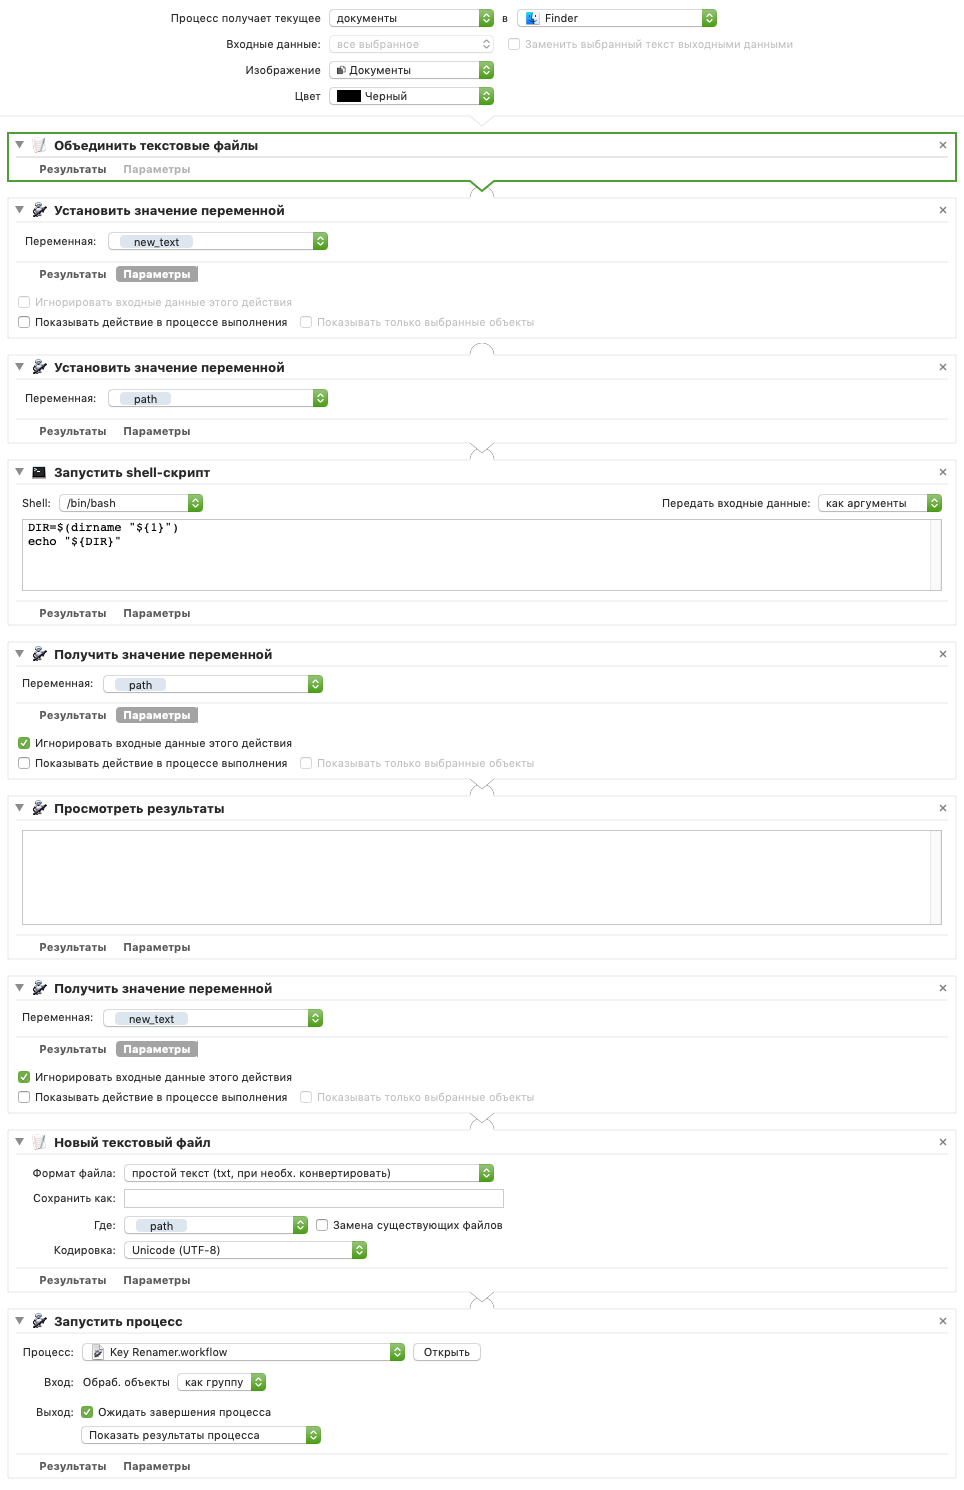 Процесс получает текущее документы в Finder
Входные данные: все выбранное Заменить выбранный текст выходными данными
Изображение Документы
Цвет Черный
Объединить текстовые файлы
Результаты Параметры
Установить значение переменной
Переменная: new_text
Результаты Параметры
Игнорировать входные данные этого действия
Показывать действие в процессе выполнения Показывать только выбранные объекты
Установить значение переменной
Переменная: path
Результаты Параметры
Запустить shell-скрипт
Shell: /bin/bash Передать входные данные: как аргументы
DIR=$(dirname "${1}")
echo "${DIR}"
Результаты Параметры
Получить значение переменной
Переменная: path
Результаты Параметры
Игнорировать входные данные этого действия
Показывать действие в процессе выполнения Показывать только выбранные объекты
Просмотреть результаты
Результаты Параметры
Получить значение переменной
Переменная: new_text
Результаты Параметры
Игнорировать входные данные этого действия
Показывать действие в процессе выполнения Показывать только выбранные объекты
Новый текстовый файл
Формат файла: простой текст (txt, при необх. конвертировать)
Сохранить как:
Где: path Замена существующих файлов
Кодировка: Unicode (UTF-8)
Результаты Параметры
Запустить процесс
Процесс: Key Renamer.workflow Открыть
Вход: Обраб. объекты как группу
Выход: Ожидать завершения процесса
Показать результаты процесса
Результаты Параметры